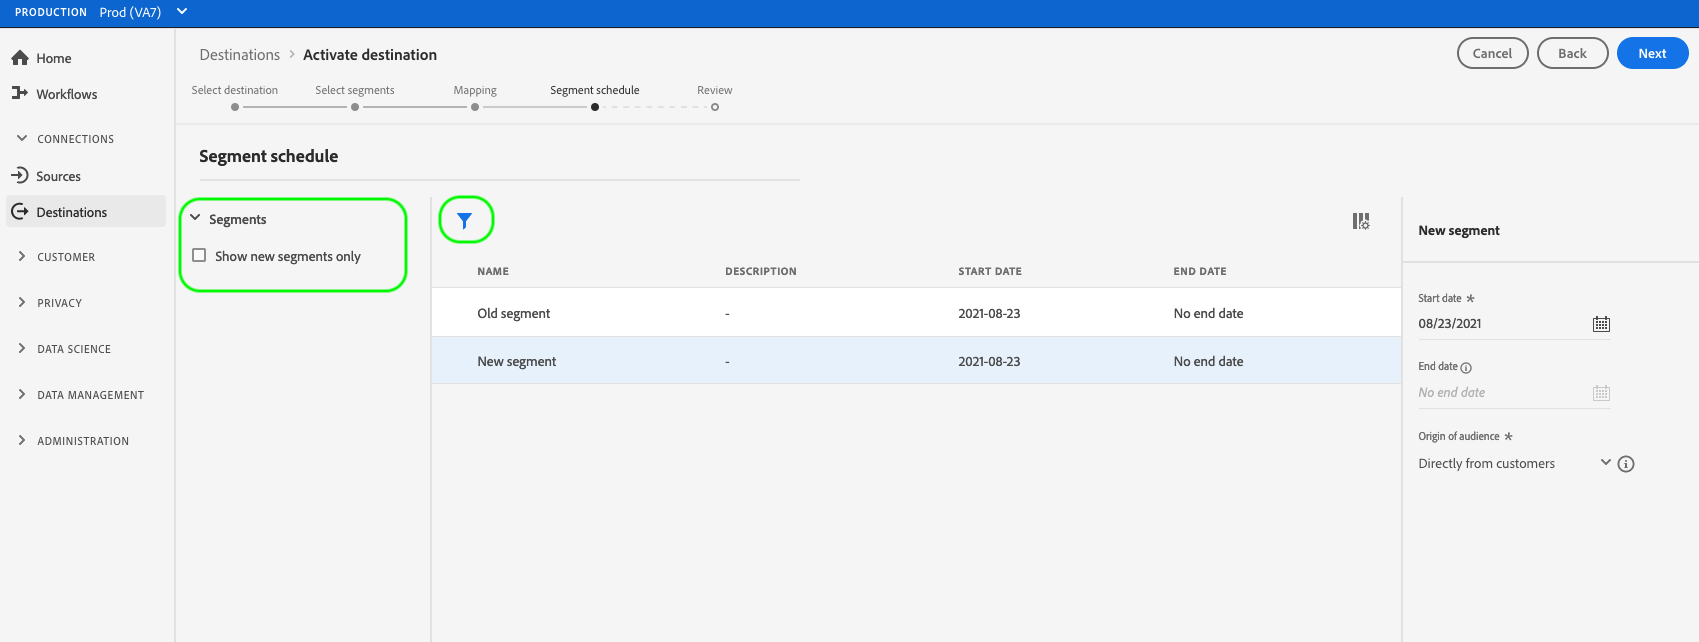 PRODUCTION Prod (VA7)
Home
Workflows
CONNECTIONS
Sources
Destinations
CUSTOMER
PRIVACY
DATA SCIENCE
DATA MANAGEMENT
ADMINISTRATION
Destinations > Activate destination
Cancel Back Next
Select destination Select segments Mapping Segment schedule Review
Segment schedule
Segments
Show new segments only
NAME DESCRIPTION START DATE END DATE
Old segment - 2021-08-23 No end date
New segment - 2021-08-23 No end date
New segment
Start date *
08/23/2021
End date
No end date
Origin of audience *
Directly from customers